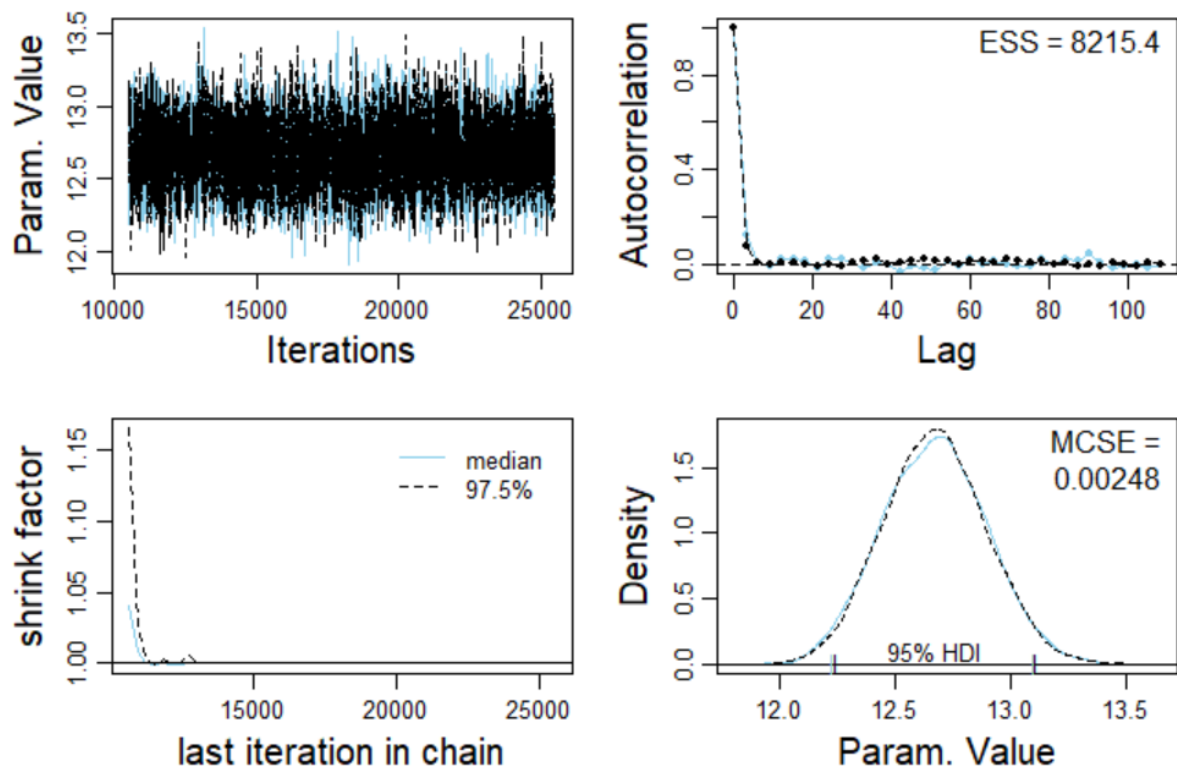 Param. Value
13.5
13.0
12.5
12.0
10000 15000 20000 25000
Iterations
Autocorrelation
0.8
0.4
0.0
ESS = 8215.4
0 20 40 60 80 100
Lag
shrink factor
1.15
1.10
1.05
1.00
median
97.5%
15000 20000 25000
last iteration in chain
Density
1.5
1.0
0.5
0.0
MCSE =
0.00248
95% HDI
12.0 12.5 13.0 13.5
Param. Value